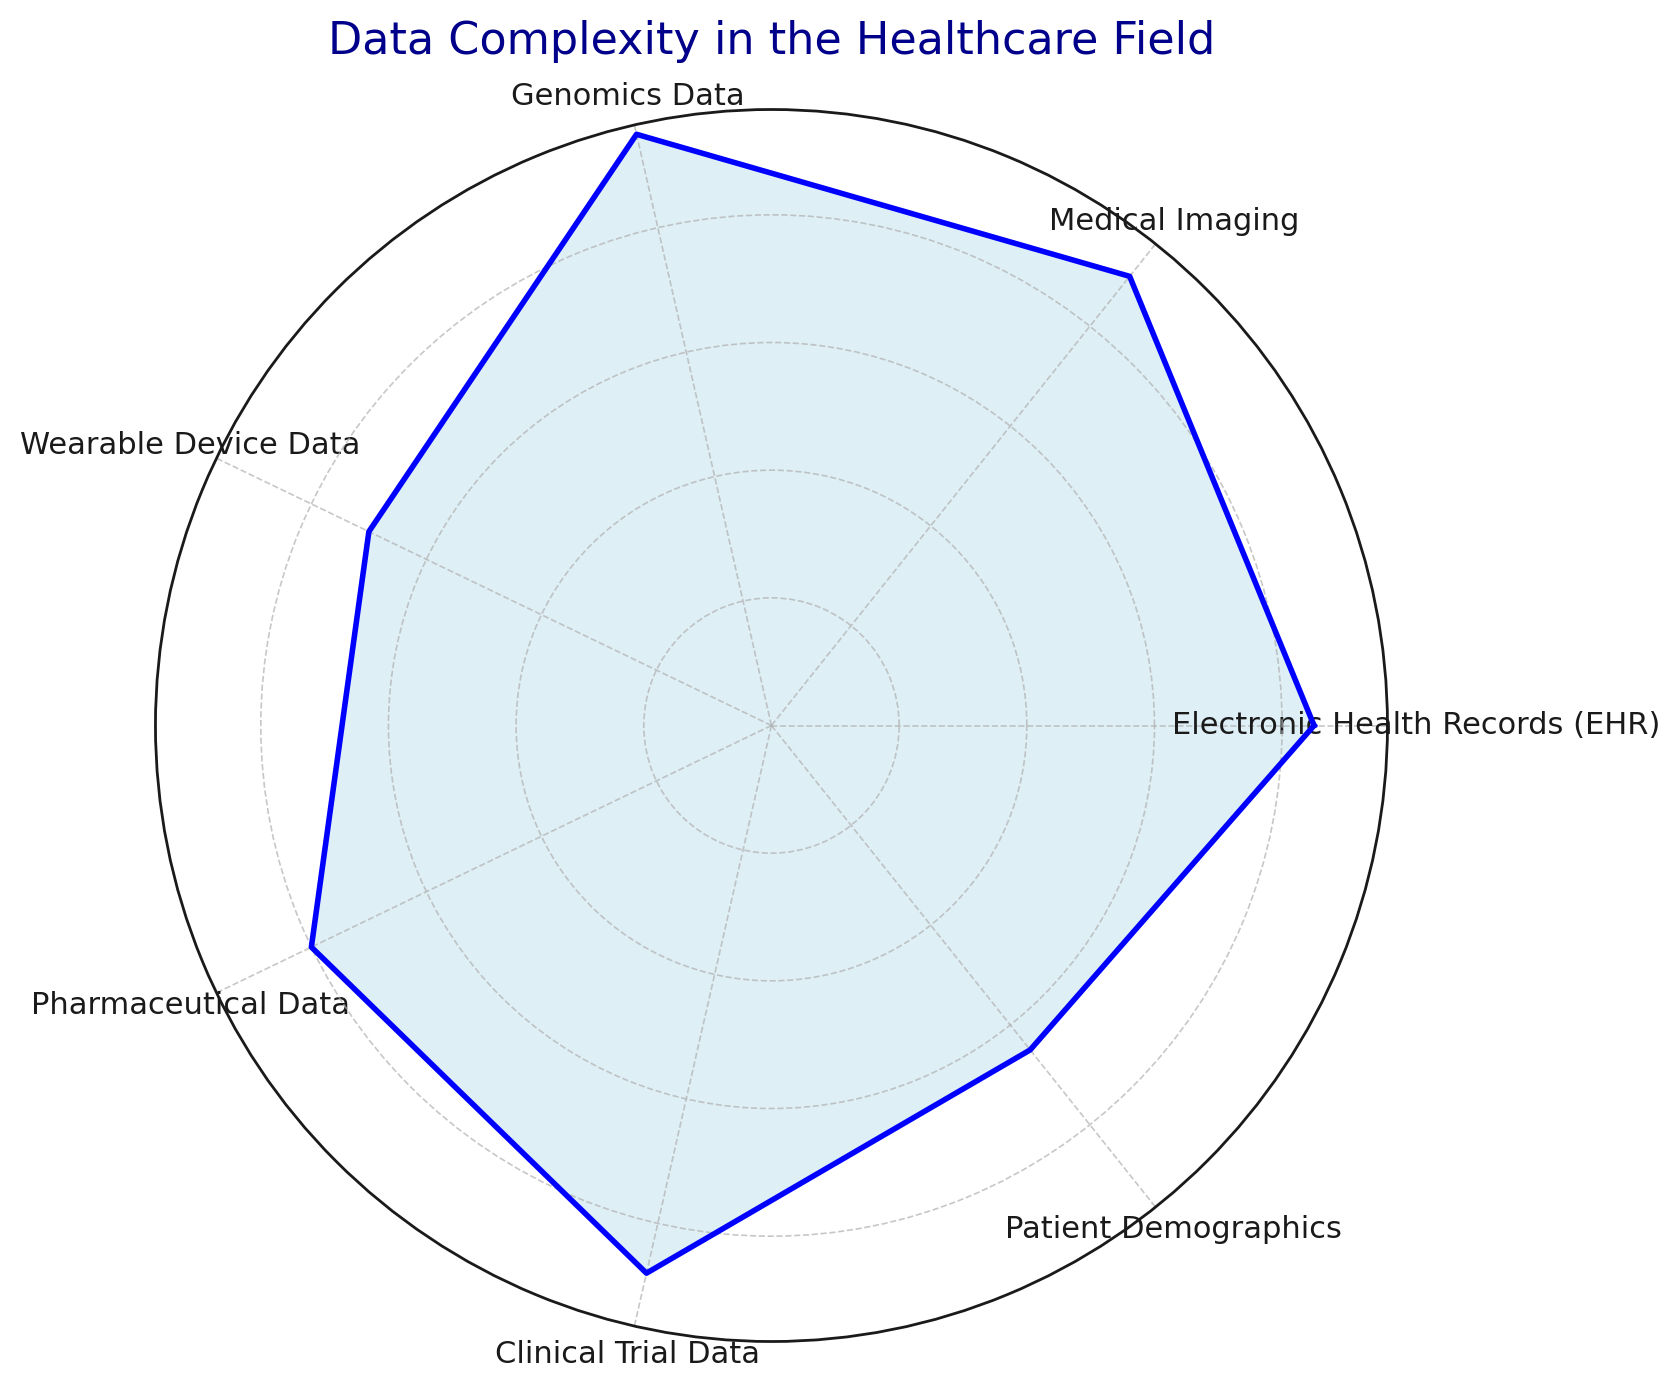 Data Complexity in the Healthcare Field
Genomics Data
Medical Imaging
Wearable Device Data
Electronic Health Records (EHR)
Pharmaceutical Data
Patient Demographics
Clinical Trial Data